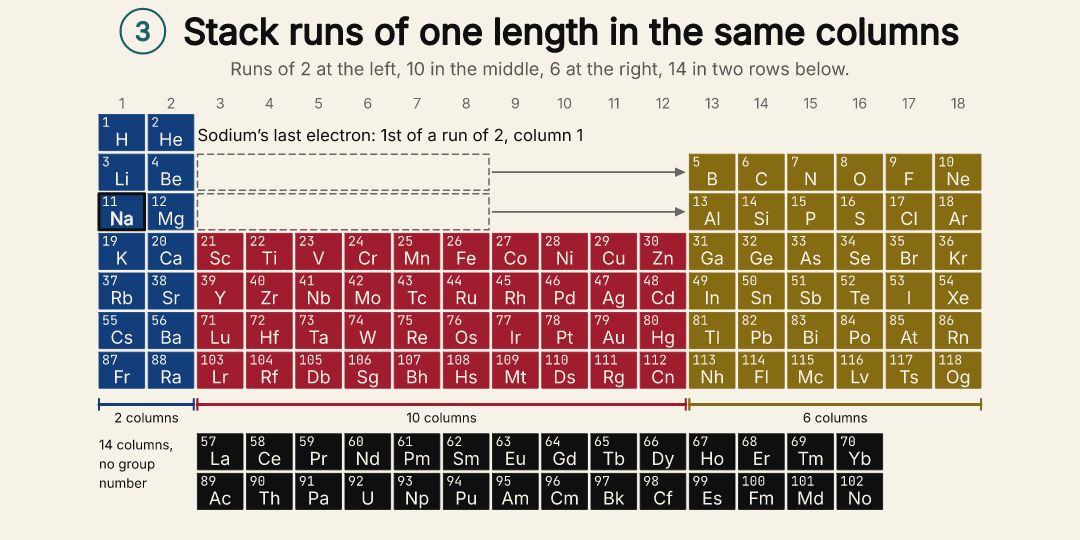 3 Stack runs of one length in the same columns
Runs of 2 at the left, 10 in the middle, 6 at the right, 14 in two rows below.
1 2 3 4 5 6 7 8 9 10 11 12 13 14 15 16 17 18
1 H 2 He Sodium's last electron: 1st of a run of 2, column 1
3 Li 4 Be 5 B 6 C 7 N 8 O 9 F 10 Ne
11 Na 12 Mg 13 Al 14 Si 15 P 16 S 17 Cl 18 Ar
19 K 20 Ca 21 Sc 22 Ti 23 V 24 Cr 25 Mn 26 Fe 27 Co 28 Ni 29 Cu 30 Zn 31 Ga 32 Ge 33 As 34 Se 35 Br 36 Kr
37 Rb 38 Sr 39 Y 40 Zr 41 Nb 42 Mo 43 Tc 44 Ru 45 Rh 46 Pd 47 Ag 48 Cd 49 In 50 Sn 51 Sb 52 Te 53 I 54 Xe
55 Cs 56 Ba 71 Lu 72 Hf 73 Ta 74 W 75 Re 76 Os 77 Ir 78 Pt 79 Au 80 Hg 81 Tl 82 Pb 83 Bi 84 Po 85 At 86 Rn
87 Fr 88 Ra 103 Lr 104 Rf 105 Db 106 Sg 107 Bh 108 Hs 109 Mt 110 Ds 111 Rg 112 Cn 113 Nh 114 Fl 115 Mc 116 Lv 117 Ts 118 Og
2 columns 10 columns 6 columns
14 columns,
no group
number
57 La 58 Ce 59 Pr 60 Nd 61 Pm 62 Sm 63 Eu 64 Gd 65 Tb 66 Dy 67 Ho 68 Er 69 Tm 70 Yb
89 Ac 90 Th 91 Pa 92 U 93 Np 94 Pu 95 Am 96 Cm 97 Bk 98 Cf 99 Es 100 Fm 101 Md 102 No